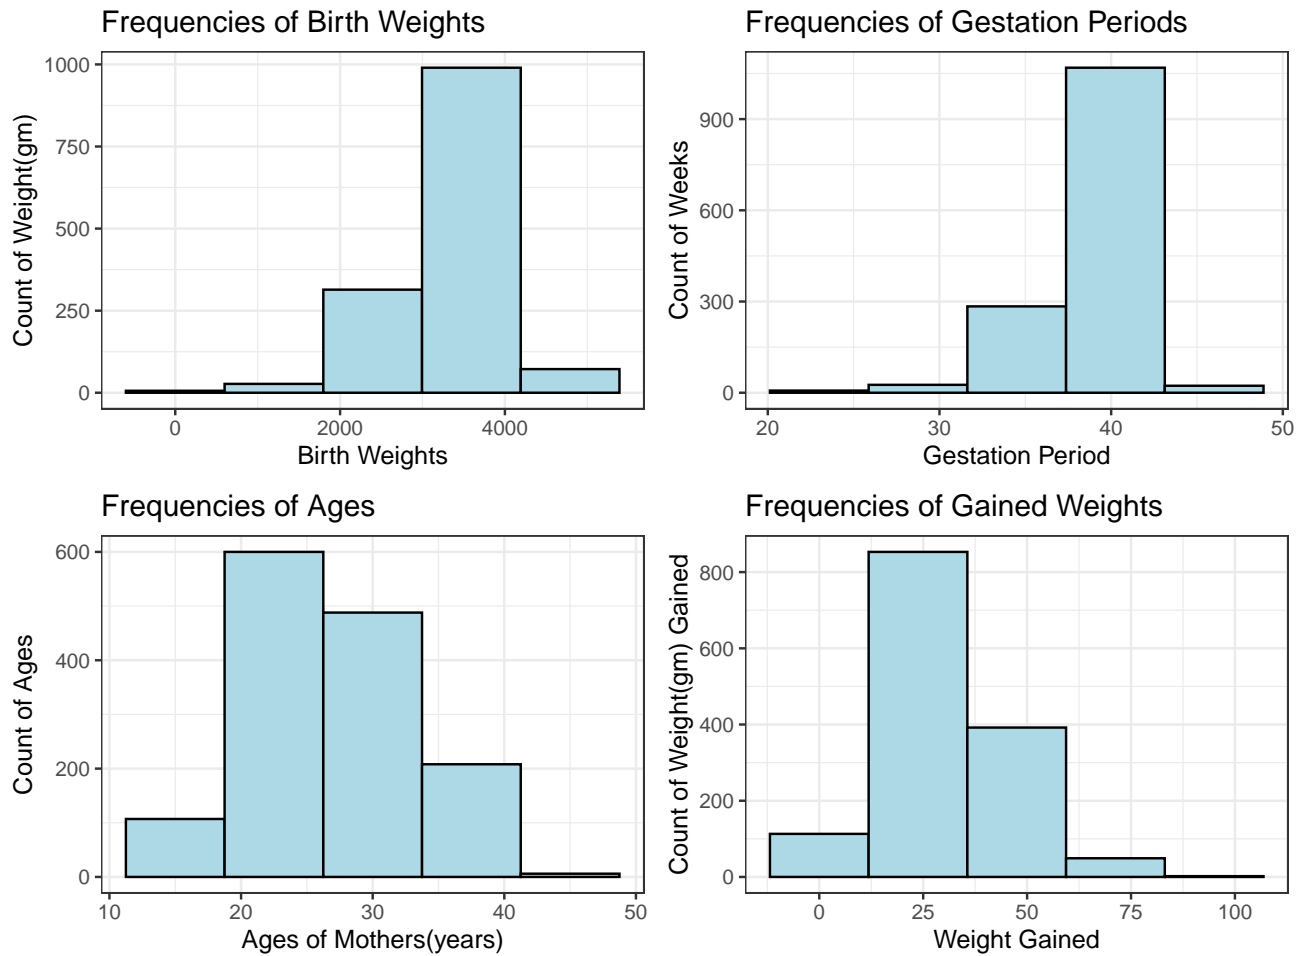 Frequencies of Birth Weights
Count of Weight(gm)
1000
750
500
250
0
0 2000 4000
Birth Weights
Frequencies of Gestation Periods
Count of Weeks
900
600
300
0
20 30 40 50
Gestation Period
Frequencies of Ages
Count of Ages
600
400
200
0
10 20 30 40 50
Ages of Mothers(years)
Frequencies of Gained Weights
Count of Weight(gm) Gained
800
600
400
200
0
0 25 50 75 100
Weight Gained